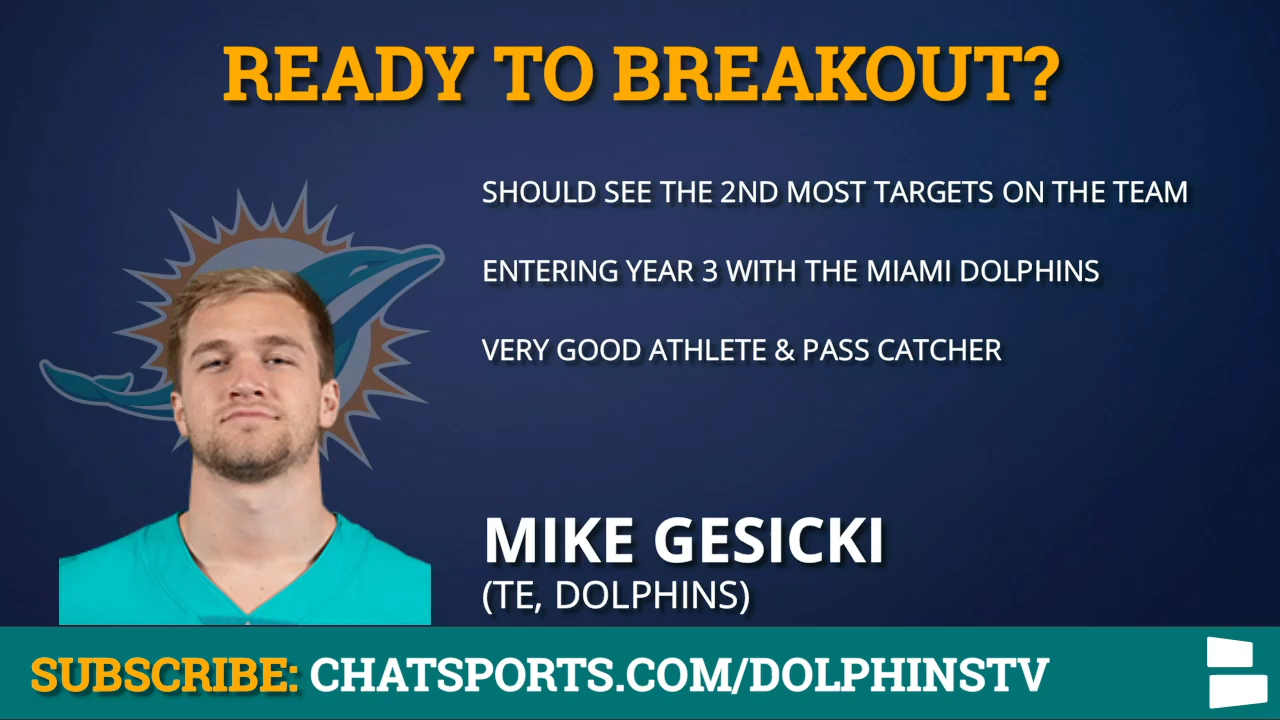 READY TO BREAKOUT?
SHOULD SEE THE 2ND MOST TARGETS ON THE TEAM
ENTERING YEAR 3 WITH THE MIAMI DOLPHINS
VERY GOOD ATHLETE & PASS CATCHER
MIKE GESICKI
(TE, DOLPHINS)
SUBSCRIBE: CHATSPORTS.COM/DOLPHINSTV